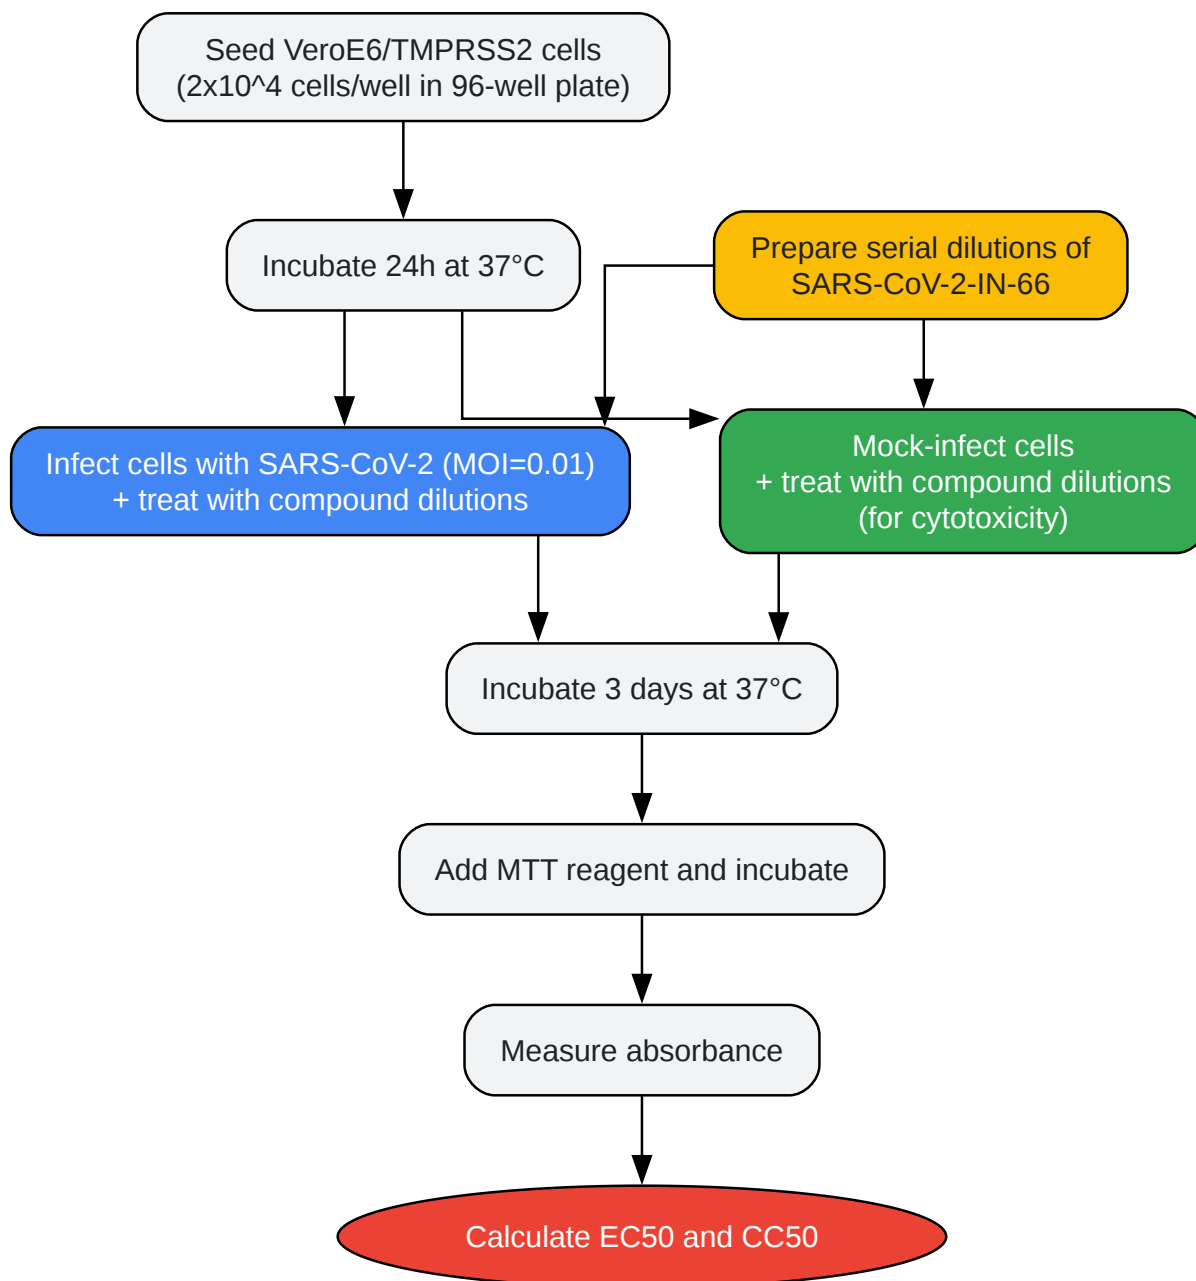 Seed VeroE6/TMPRSS2 cells
(2x10^4 cells/well in 96-well plate)
Incubate 24h at 37°C
Prepare serial dilutions of
SARS-CoV-2-IN-66
Infect cells with SARS-CoV-2 (MOI=0.01)
+ treat with compound dilutions
Mock-infect cells
+ treat with compound dilutions
(for cytotoxicity)
Incubate 3 days at 37°C
Add MTT reagent and incubate
Measure absorbance
Calculate EC50 and CC50